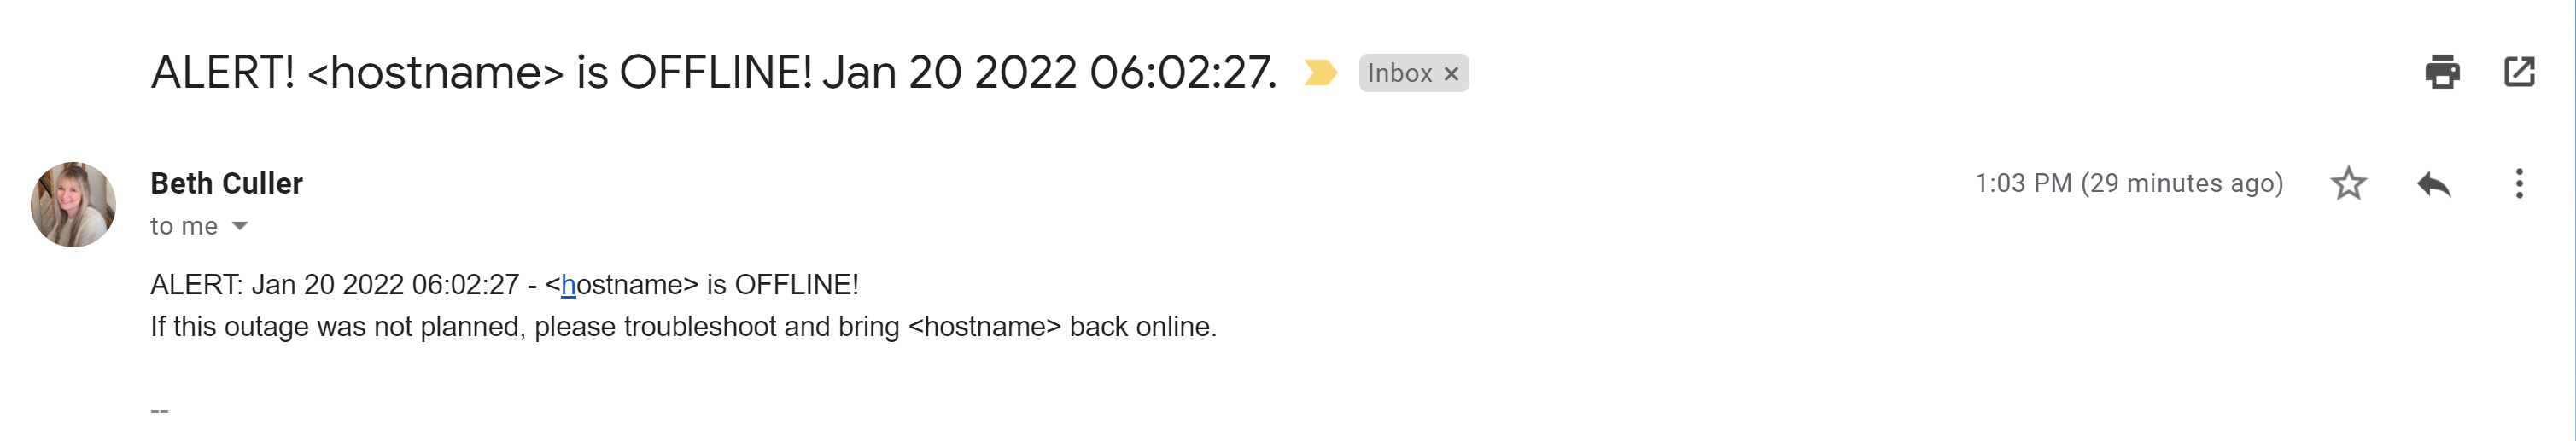 ALERT! <hostname> is OFFLINE! Jan 20 2022 06:02:27. Inbox ×
Beth Culler 1:03 PM (29 minutes ago)
to me
ALERT: Jan 20 2022 06:02:27 - <hostname> is OFFLINE!
If this outage was not planned, please troubleshoot and bring <hostname> back online.
--